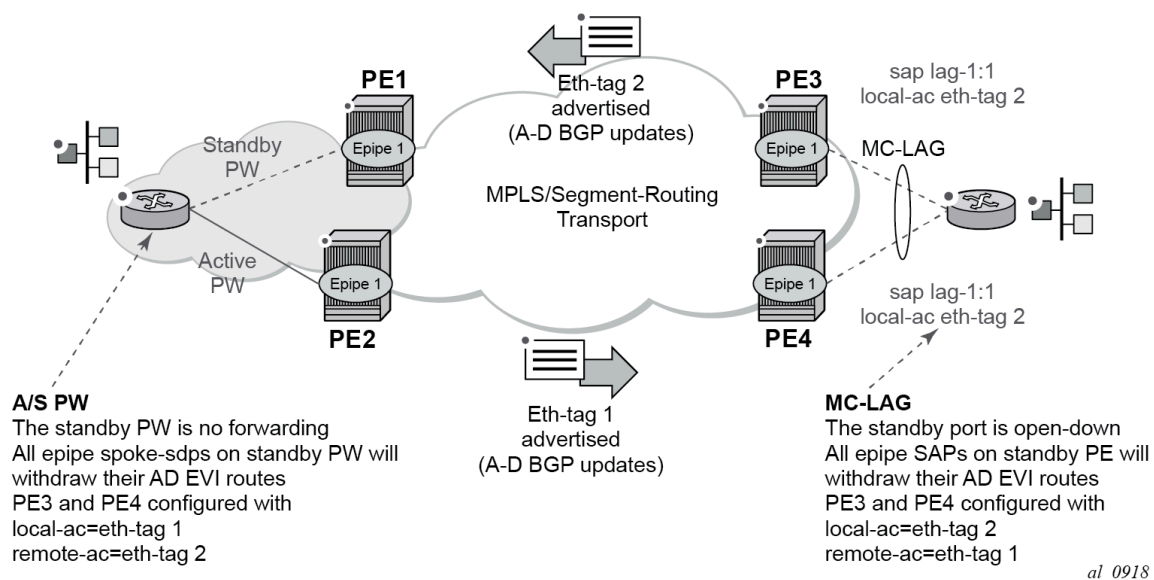 Eth-tag 2
advertised
(A-D BGP updates)
PE1
PE3
sap lag-1:1
local-ac eth-tag 2
Standby
PW
Epipe 1
Epipe 1
MC-LAG
MPLS/Segment-Routing
Transport
Active
PW
Epipe 1
Epipe 1
sap lag-1:1
local-ac eth-tag 2
PE2
PE4
A/S PW
The standby PW is no forwarding
All epipe spoke-sdps on standby PW will
withdraw their AD EVI routes
PE3 and PE4 configured with
local-ac=eth-tag 1
remote-ac=eth-tag 2
Eth-tag 1
advertised
(A-D BGP updates)
MC-LAG
The standby port is open-down
All epipe SAPs on standby PE will
withdraw their AD EVI routes
PE3 and PE4 configured with
local-ac=eth-tag 2
remote-ac=eth-tag 1
al_0918